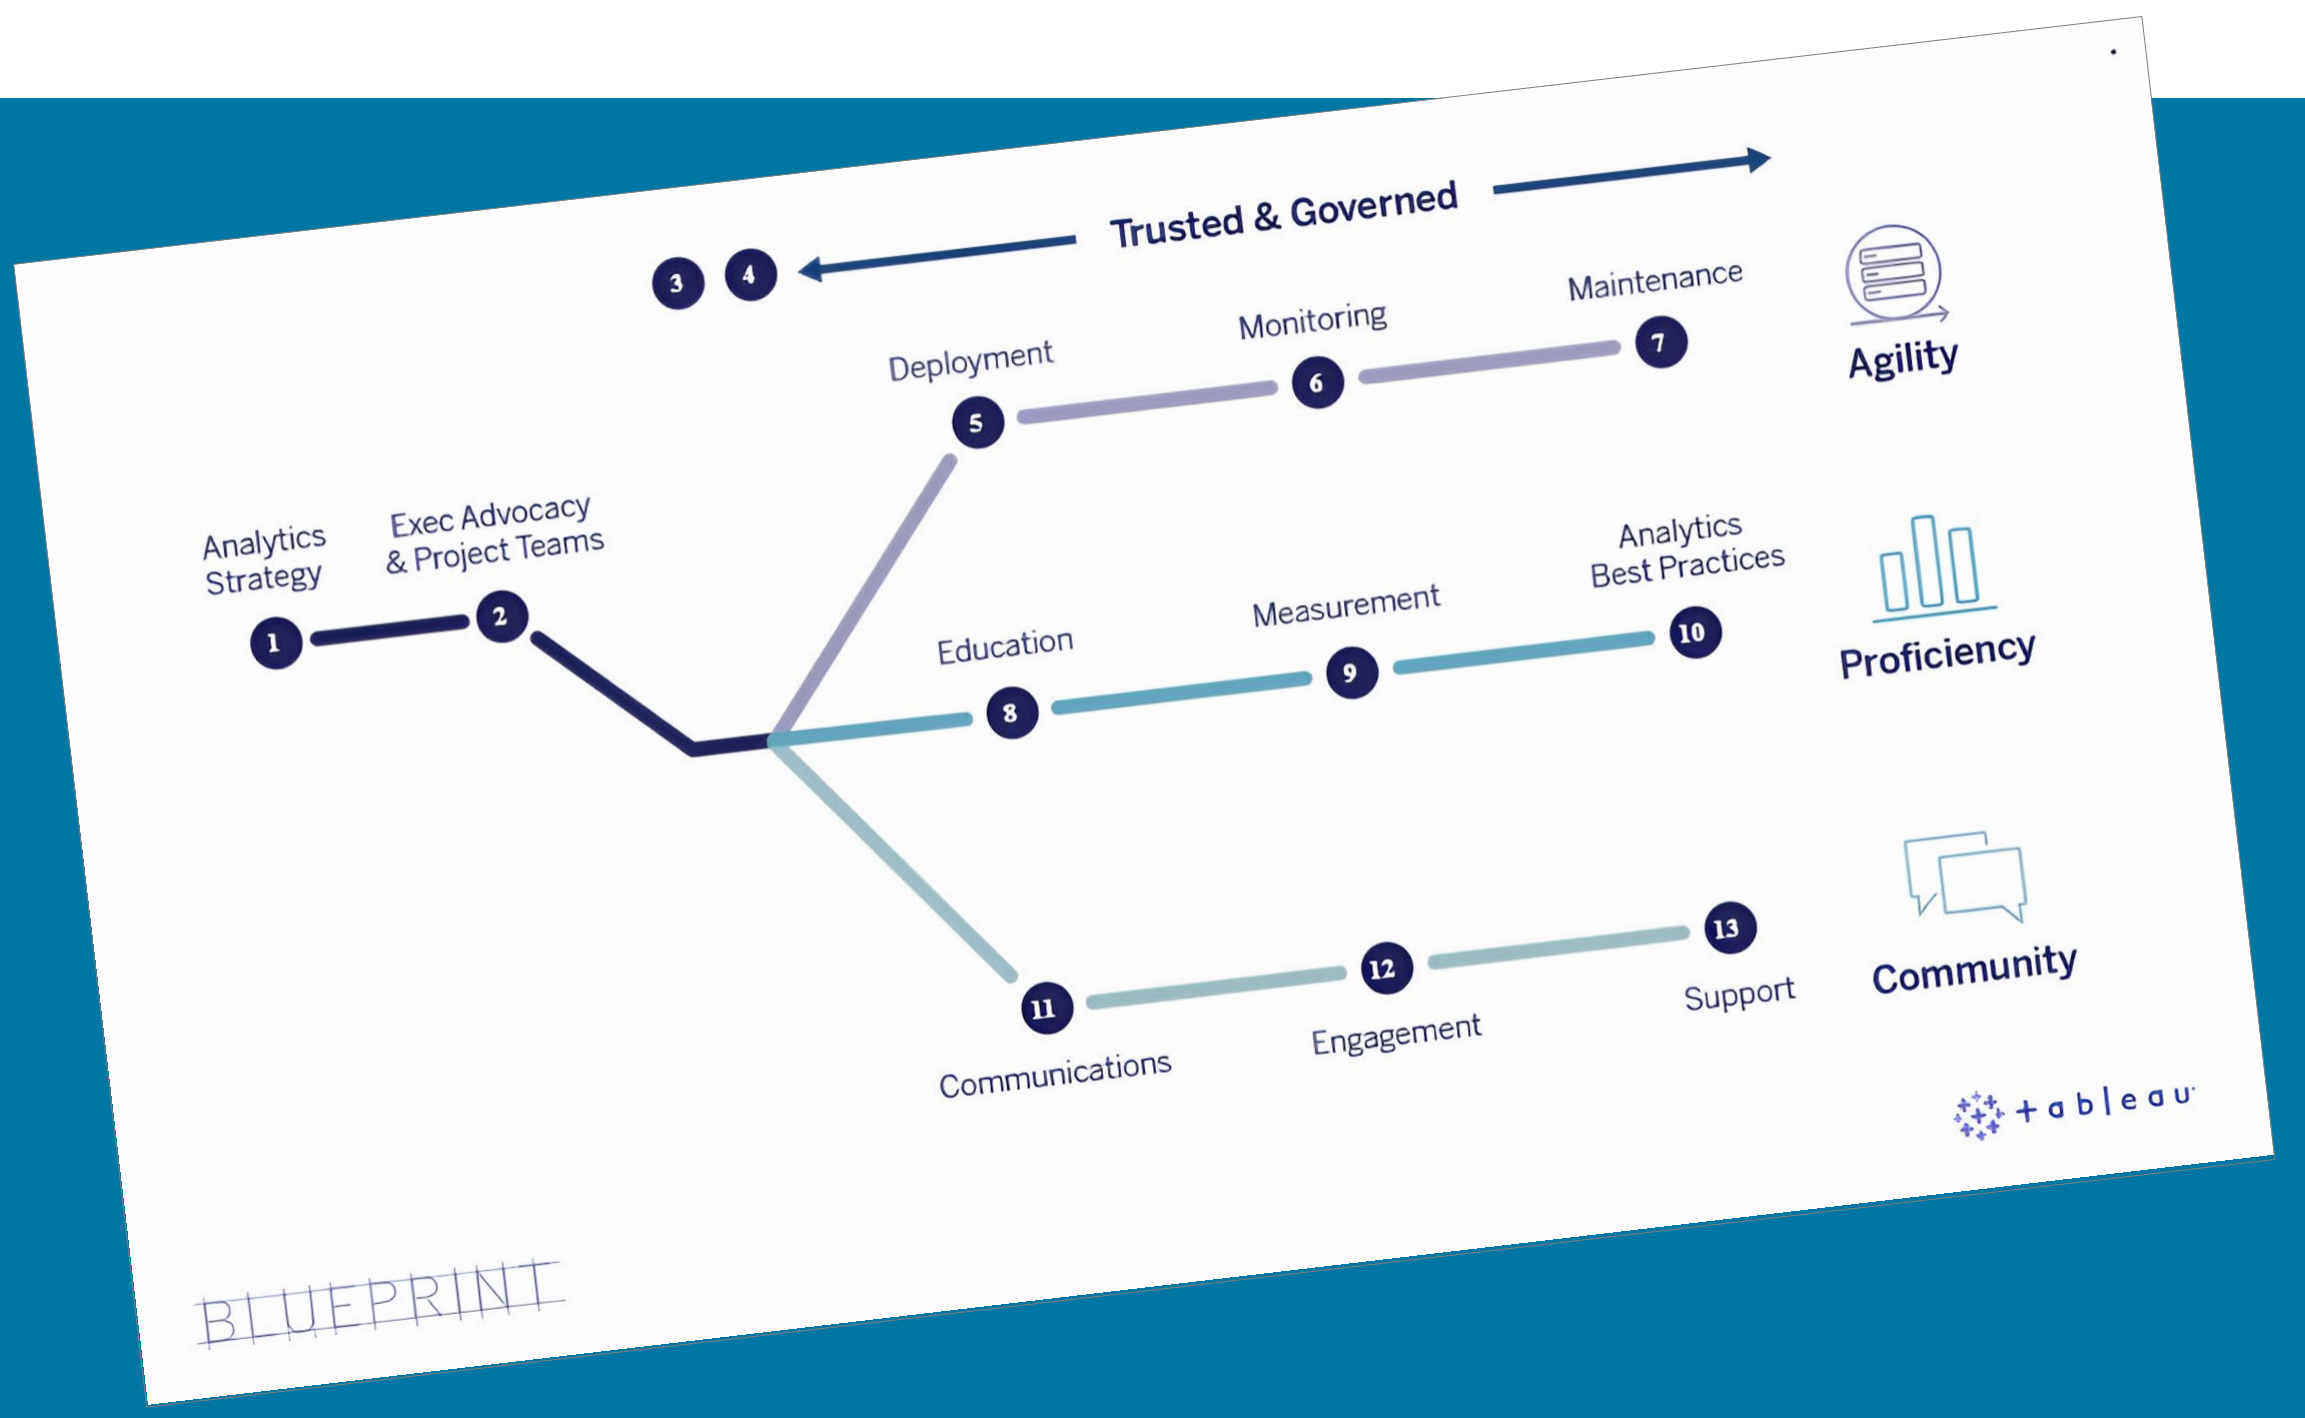 Trusted & Governed
3
4
Deployment
Monitoring
Maintenance
5
6
7
Agility
Analytics
Strategy
Exec Advocacy
& Project Teams
1
2
Education
Measurement
Analytics
Best Practices
8
9
10
Proficiency
11
12
13
Communications
Engagement
Support
Community
tableau
BLUEPRINT